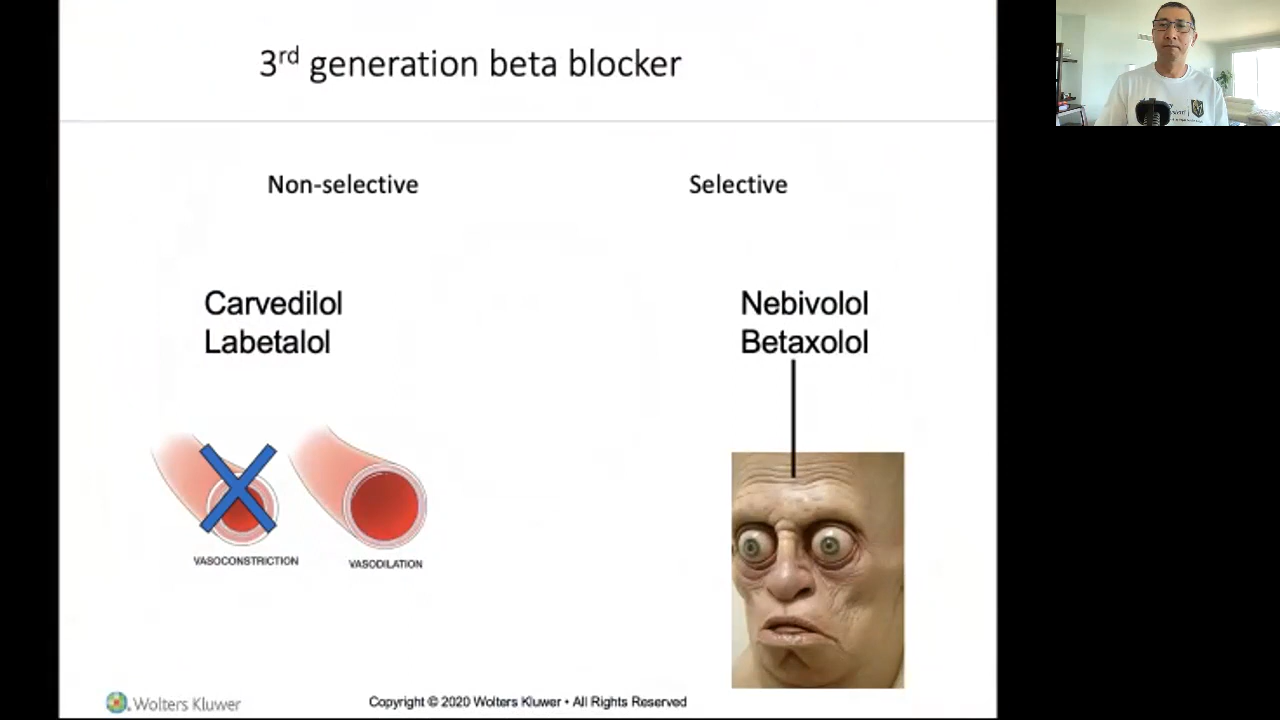 3rd generation beta blocker
Non-selective
Selective
Carvedilol
Labetalol
Nebivolol
Betaxolol
VASOCONSTRICTION
VASODILATION
Wolters Kluwer
Copyright © 2020 Wolters Kluwer • All Rights Reserved